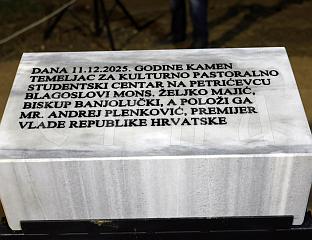 DANA 11.12.2025. GODINE KAMEN
TEMELJAC ZA KULTURNO PASTORALNO
STUDENTSKI CENTAR NA PETRIĆEVCU
BLAGOSLOVI MONS. ŽELJKO MAJIĆ,
BISKUP BANJOLUČKI, A POLOŽI GA
MR. ANDREJ PLENKOVIĆ, PREMIJER
VLADE REPUBLIKE HRVATSKE